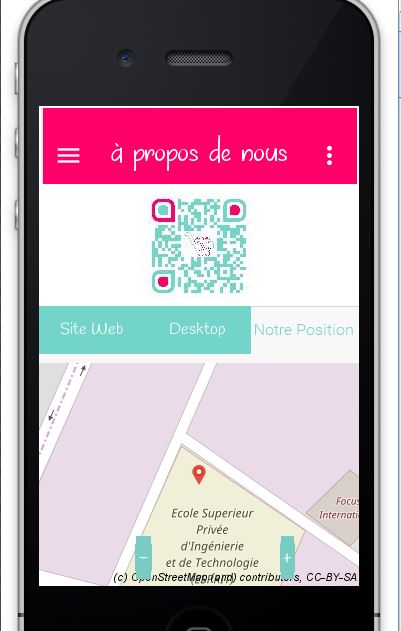 à propos de nous
Site Web
Desktop
Notre Position
Ecole Superieur
Privée
d'Ingénierie
et de Technologie
Focus
Internatio
−
+
(c) OpenStreetMap (and) contributors, CC-BY-SA